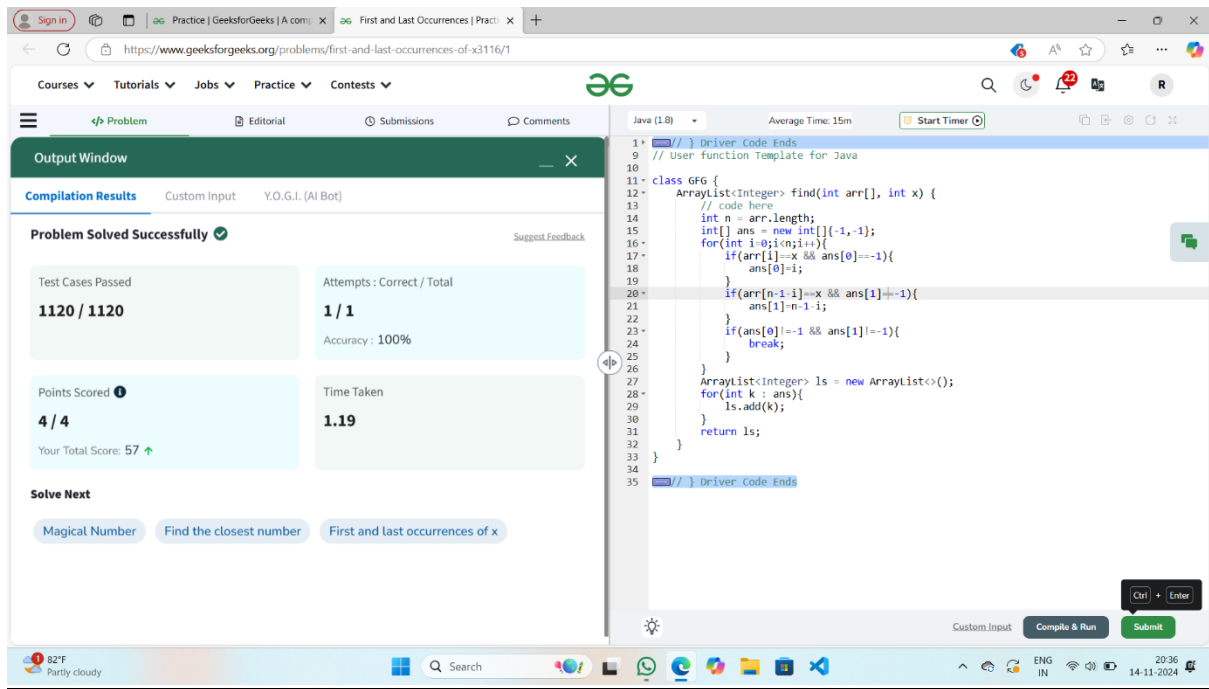 Sign in
Practice | GeeksforGeeks | A comp
First and Last Occurrences | Practi
https://www.geeksforgeeks.org/problems/first-and-last-occurrences-of-x3116/1
Courses Tutorials Jobs Practice Contests
22
R
</> Problem Editorial Submissions Comments
Java (1.8) Average Time: 15m Start Timer
Output Window
Compilation Results Custom Input Y.O.G.I. (AI Bot)
Problem Solved Successfully Suggest Feedback
Test Cases Passed
1120 / 1120
Attempts : Correct / Total
1 / 1
Accuracy : 100%
Points Scored
4 / 4
Your Total Score: 57
Time Taken
1.19
Solve Next
Magical Number Find the closest number First and last occurrences of x
1 // } Driver Code Ends
9 // User function Template for Java
10
11 class GFG {
12 ArrayList<Integer> find(int arr[], int x) {
13 // code here
14 int n = arr.length;
15 int[] ans = new int[]{-1,-1};
16 for(int i=0;i<n;i++){
17 if(arr[i]==x && ans[0]==-1){
18 ans[0]=i;
19 }
20 if(arr[n-1-i]==x && ans[1]==-1){
21 ans[1]=n-1-i;
22 }
23 if(ans[0]!=-1 && ans[1]!=-1){
24 break;
25 }
26 }
27 ArrayList<Integer> ls = new ArrayList<>();
28 for(int k : ans){
29 ls.add(k);
30 }
31 return ls;
32 }
33 }
34
35 // } Driver Code Ends
Ctrl + Enter
Custom Input Compile & Run Submit
1
82°F
Partly cloudy
Search
ENG
IN
20:36
14-11-2024